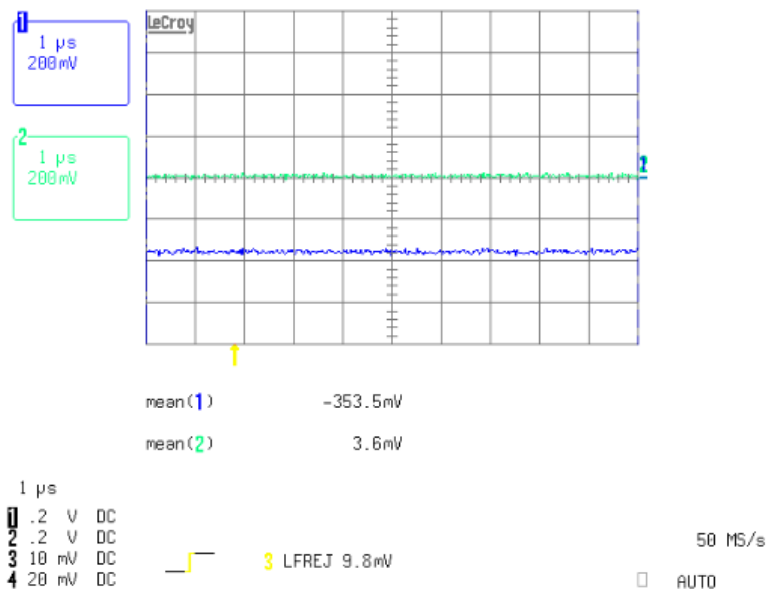 1
1 µs
200mV
LeCroy
2
1 µs
200mV
1
mean(1) -353.5mV
mean(2) 3.6mV
1 µs
1 .2 V DC
2 .2 V DC
3 10 mV DC
4 20 mV DC
3 LFREJ 9.8mV
50 MS/s
AUTO